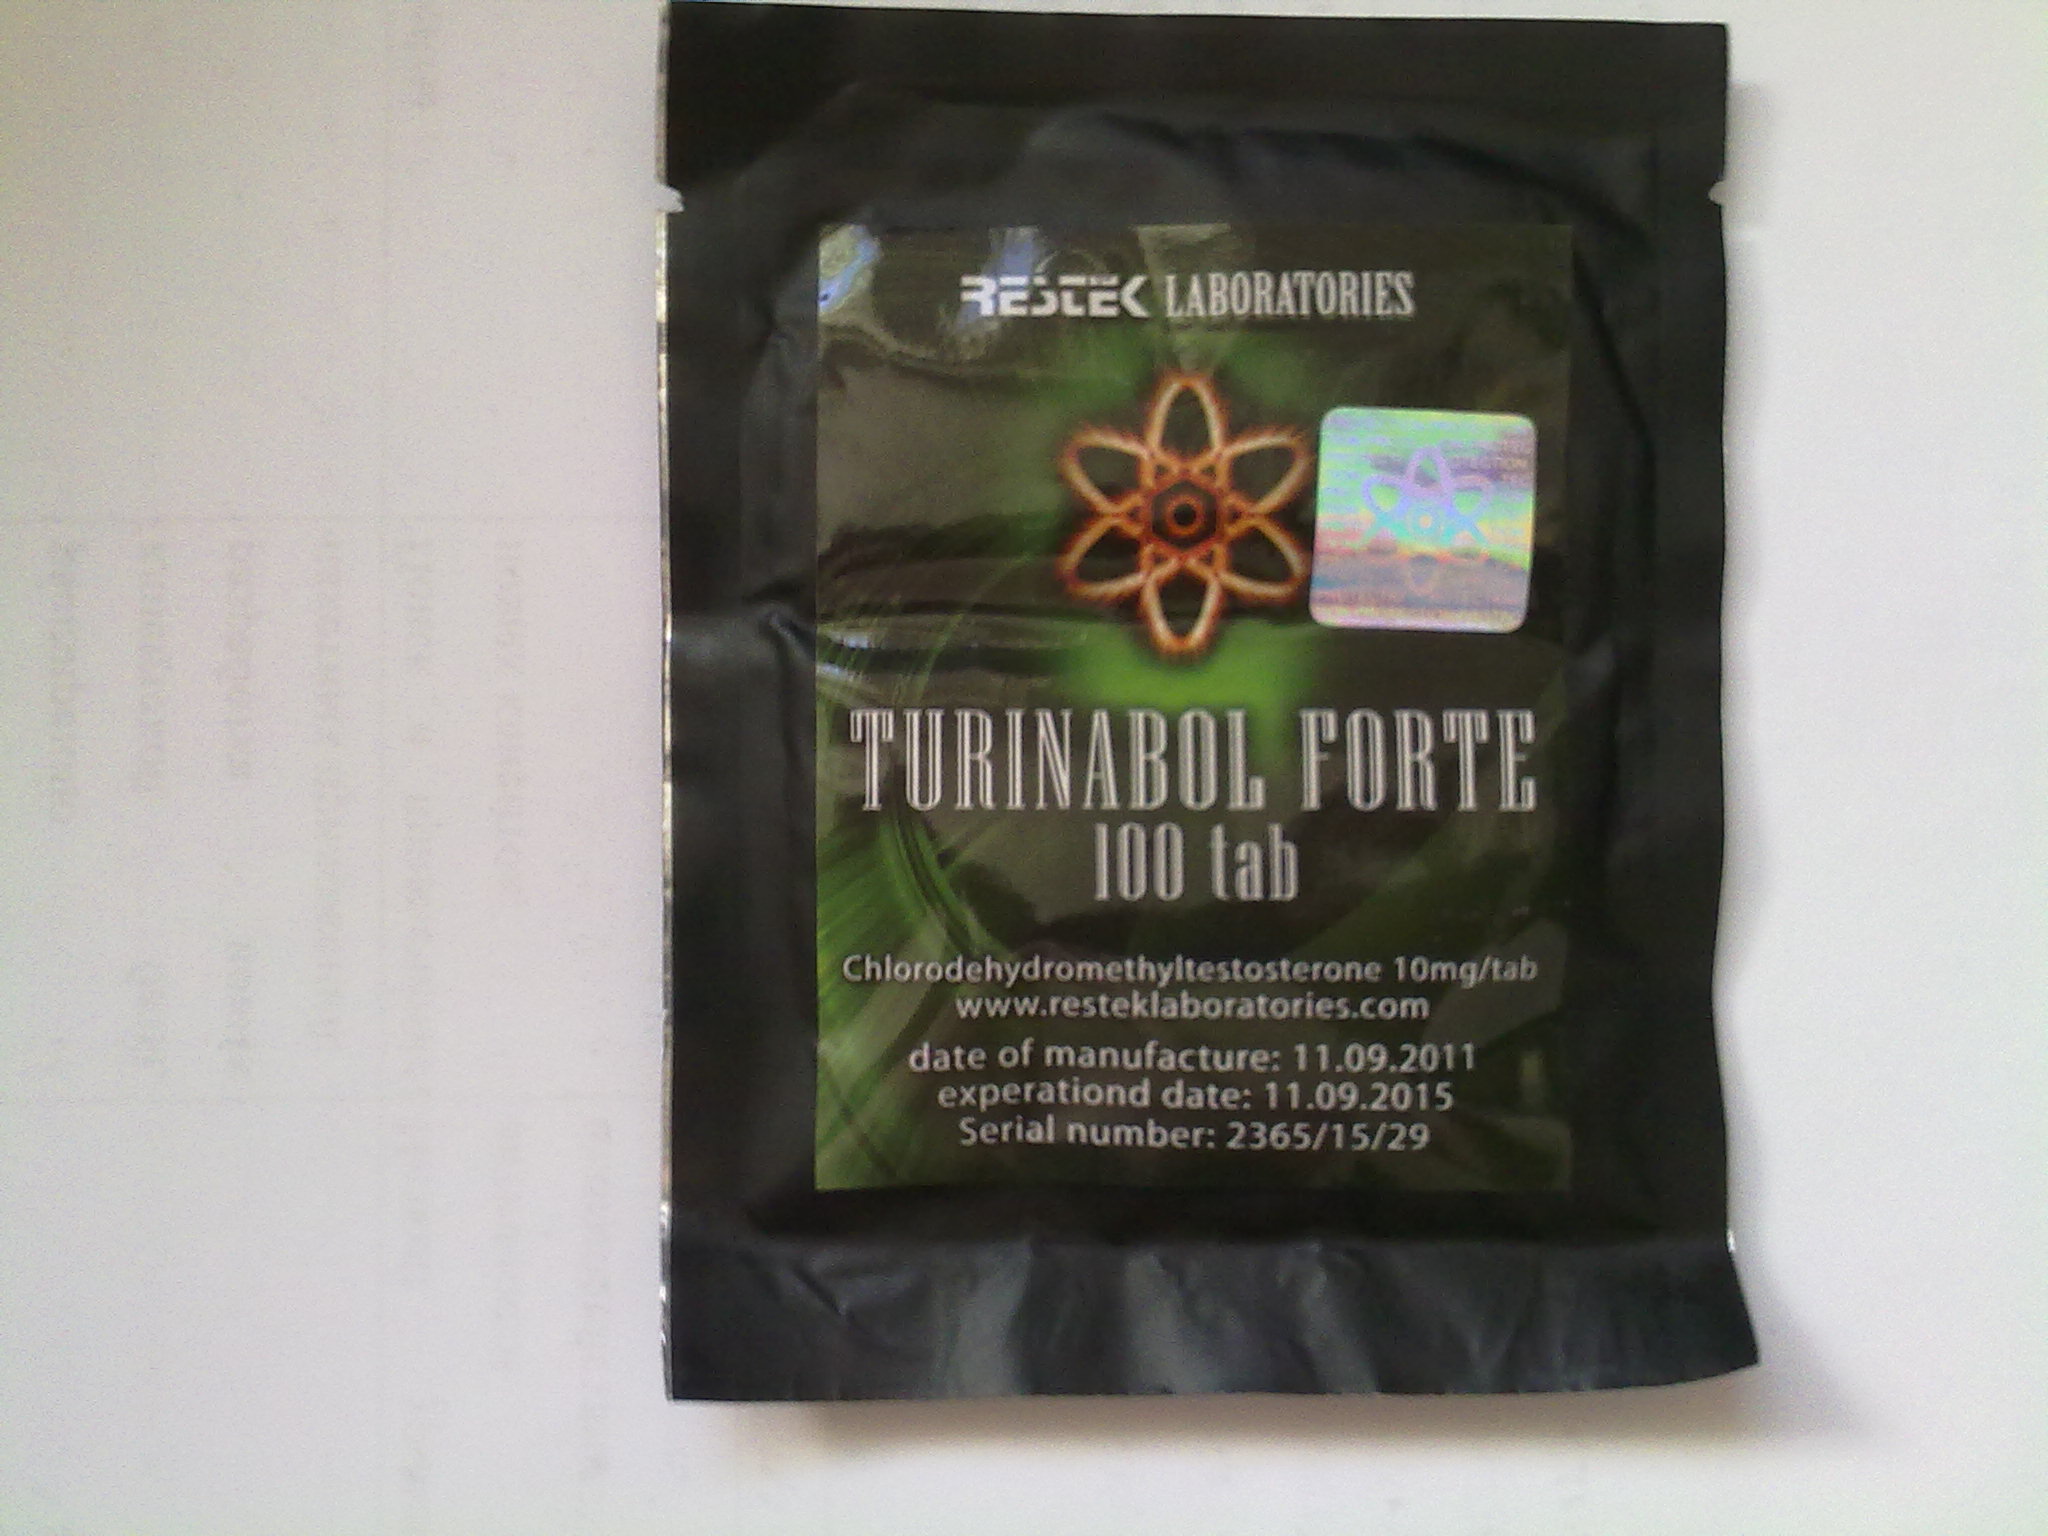 RESTEK LABORATORIES
TURINABOL FORTE
100 tab
Chlorodehydromethyltestosterone 10mg/tab
www.resteklaboratories.com
date of manufacture: 11.09.2011
experationd date: 11.09.2015
Serial number: 2365/15/29